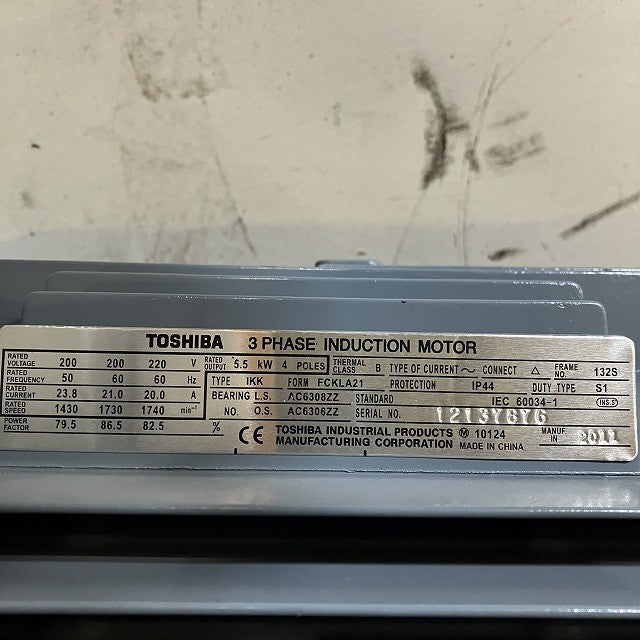 TOSHIBA 3 PHASE INDUCTION MOTOR
RATED VOLTAGE 200 200 220 V
RATED FREQUENCY 50 60 60 Hz
RATED CURRENT 23.8 21.0 20.0 A
RATED SPEED 1430 1730 1740 min⁻¹
POWER FACTOR 79.5 86.5 82.5 %
RATED OUTPUT 5.5 kW 4 POLES
TYPE IKK FORM FCKLA21
BEARING L.S. AC6308ZZ
NO. O.S. AC6306ZZ
THERMAL CLASS B TYPE OF CURRENT ～ CONNECT △ FRAME NO. 132S
PROTECTION IP44 DUTY TYPE S1
STANDARD IEC 60034-1 (INS.5)
SERIAL NO.
CE TOSHIBA INDUSTRIAL PRODUCTS Ⓜ 10124
MANUFACTURING CORPORATION MADE IN CHINA
MANUF. IN 2011